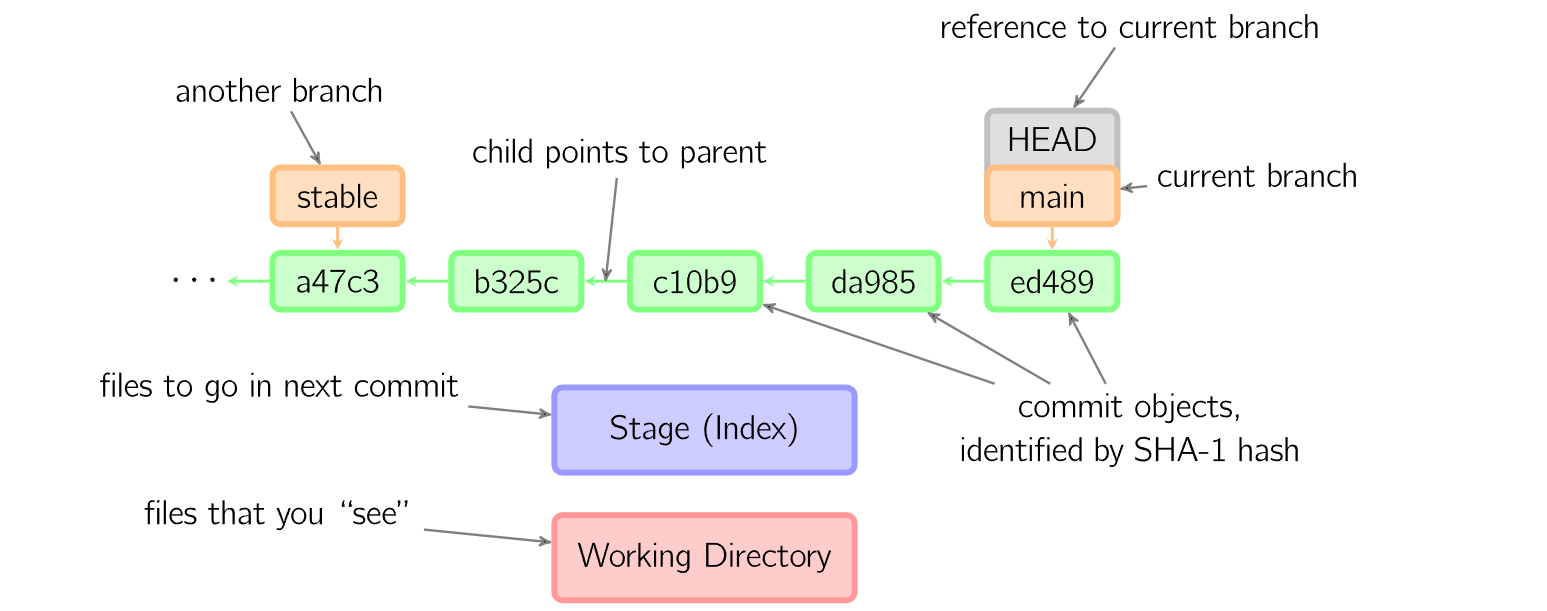 reference to current branch
another branch
HEAD
child points to parent
current branch
stable
main
... a47c3 b325c c10b9 da985 ed489
files to go in next commit
Stage (Index)
commit objects,
identified by SHA-1 hash
files that you “see”
Working Directory